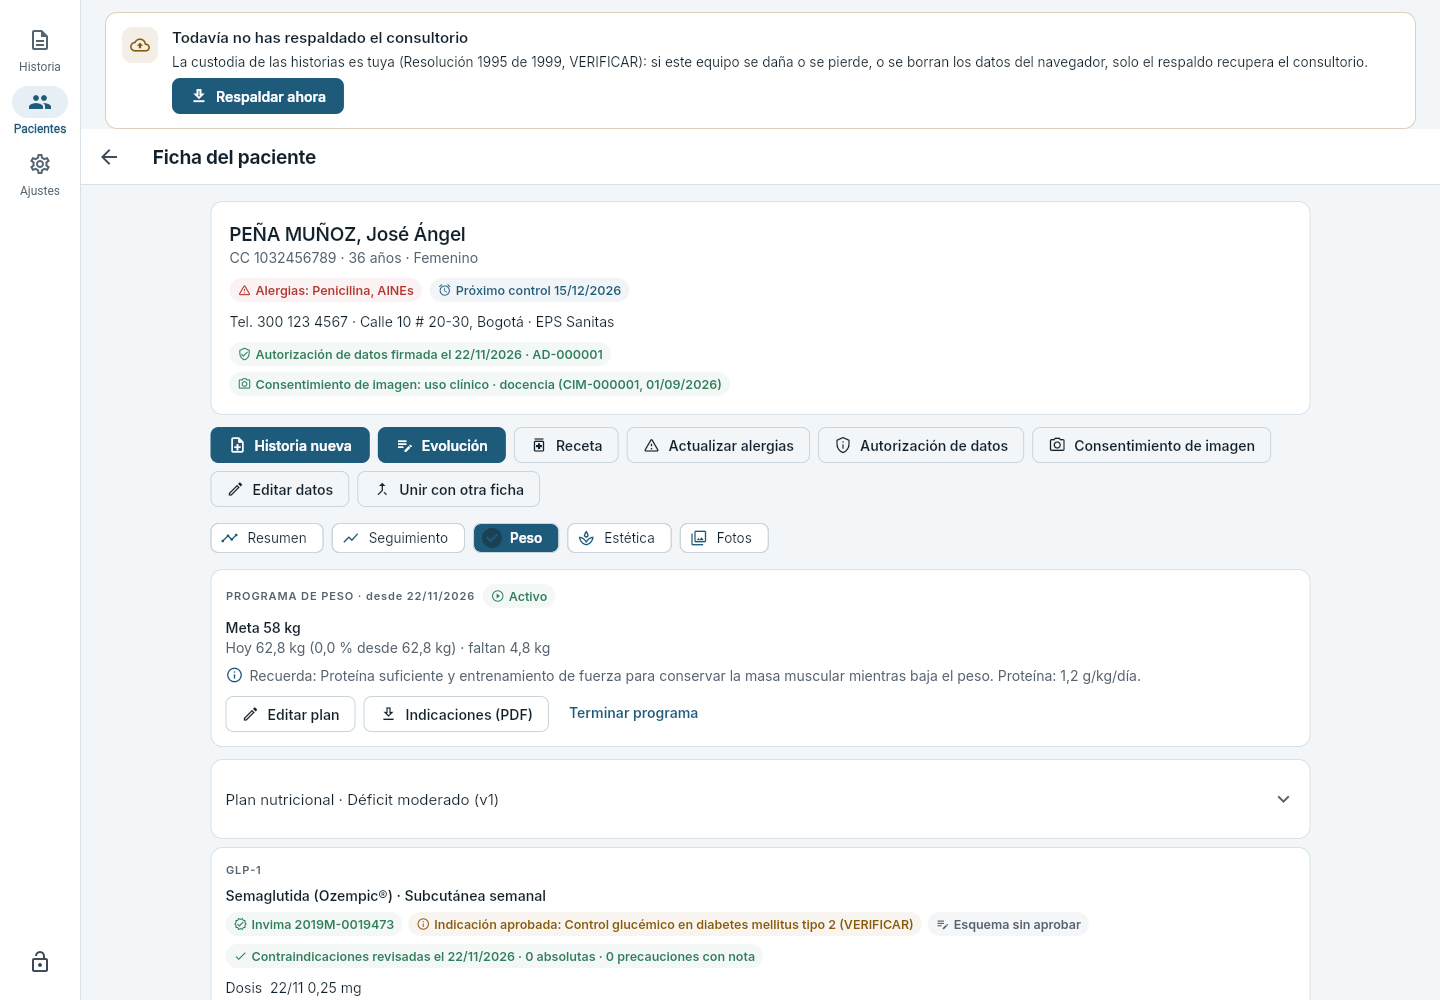 Historia
Pacientes
Ajustes
Todavía no has respaldado el consultorio
La custodia de las historias es tuya (Resolución 1995 de 1999, VERIFICAR): si este equipo se daña o se pierde, o se borran los datos del navegador, solo el respaldo recupera el consultorio.
Respaldar ahora
Ficha del paciente
PEÑA MUÑOZ, José Ángel
CC 1032456789 · 36 años · Femenino
Alergias: Penicilina, AINEs
Próximo control 15/12/2026
Tel. 300 123 4567 · Calle 10 # 20-30, Bogotá · EPS Sanitas
Autorización de datos firmada el 22/11/2026 · AD-000001
Consentimiento de imagen: uso clínico · docencia (CIM-000001, 01/09/2026)
Historia nueva
Evolución
Receta
Actualizar alergias
Autorización de datos
Consentimiento de imagen
Editar datos
Unir con otra ficha
Resumen
Seguimiento
Peso
Estética
Fotos
PROGRAMA DE PESO · desde 22/11/2026
Activo
Meta 58 kg
Hoy 62,8 kg (0,0 % desde 62,8 kg) · faltan 4,8 kg
Recuerda: Proteína suficiente y entrenamiento de fuerza para conservar la masa muscular mientras baja el peso. Proteína: 1,2 g/kg/día.
Editar plan
Indicaciones (PDF)
Terminar programa
Plan nutricional · Déficit moderado (v1)
GLP-1
Semaglutida (Ozempic®) · Subcutánea semanal
Invima 2019M-0019473
Indicación aprobada: Control glucémico en diabetes mellitus tipo 2 (VERIFICAR)
Esquema sin aprobar
Contraindicaciones revisadas el 22/11/2026 · 0 absolutas · 0 precauciones con nota
Dosis 22/11 0,25 mg